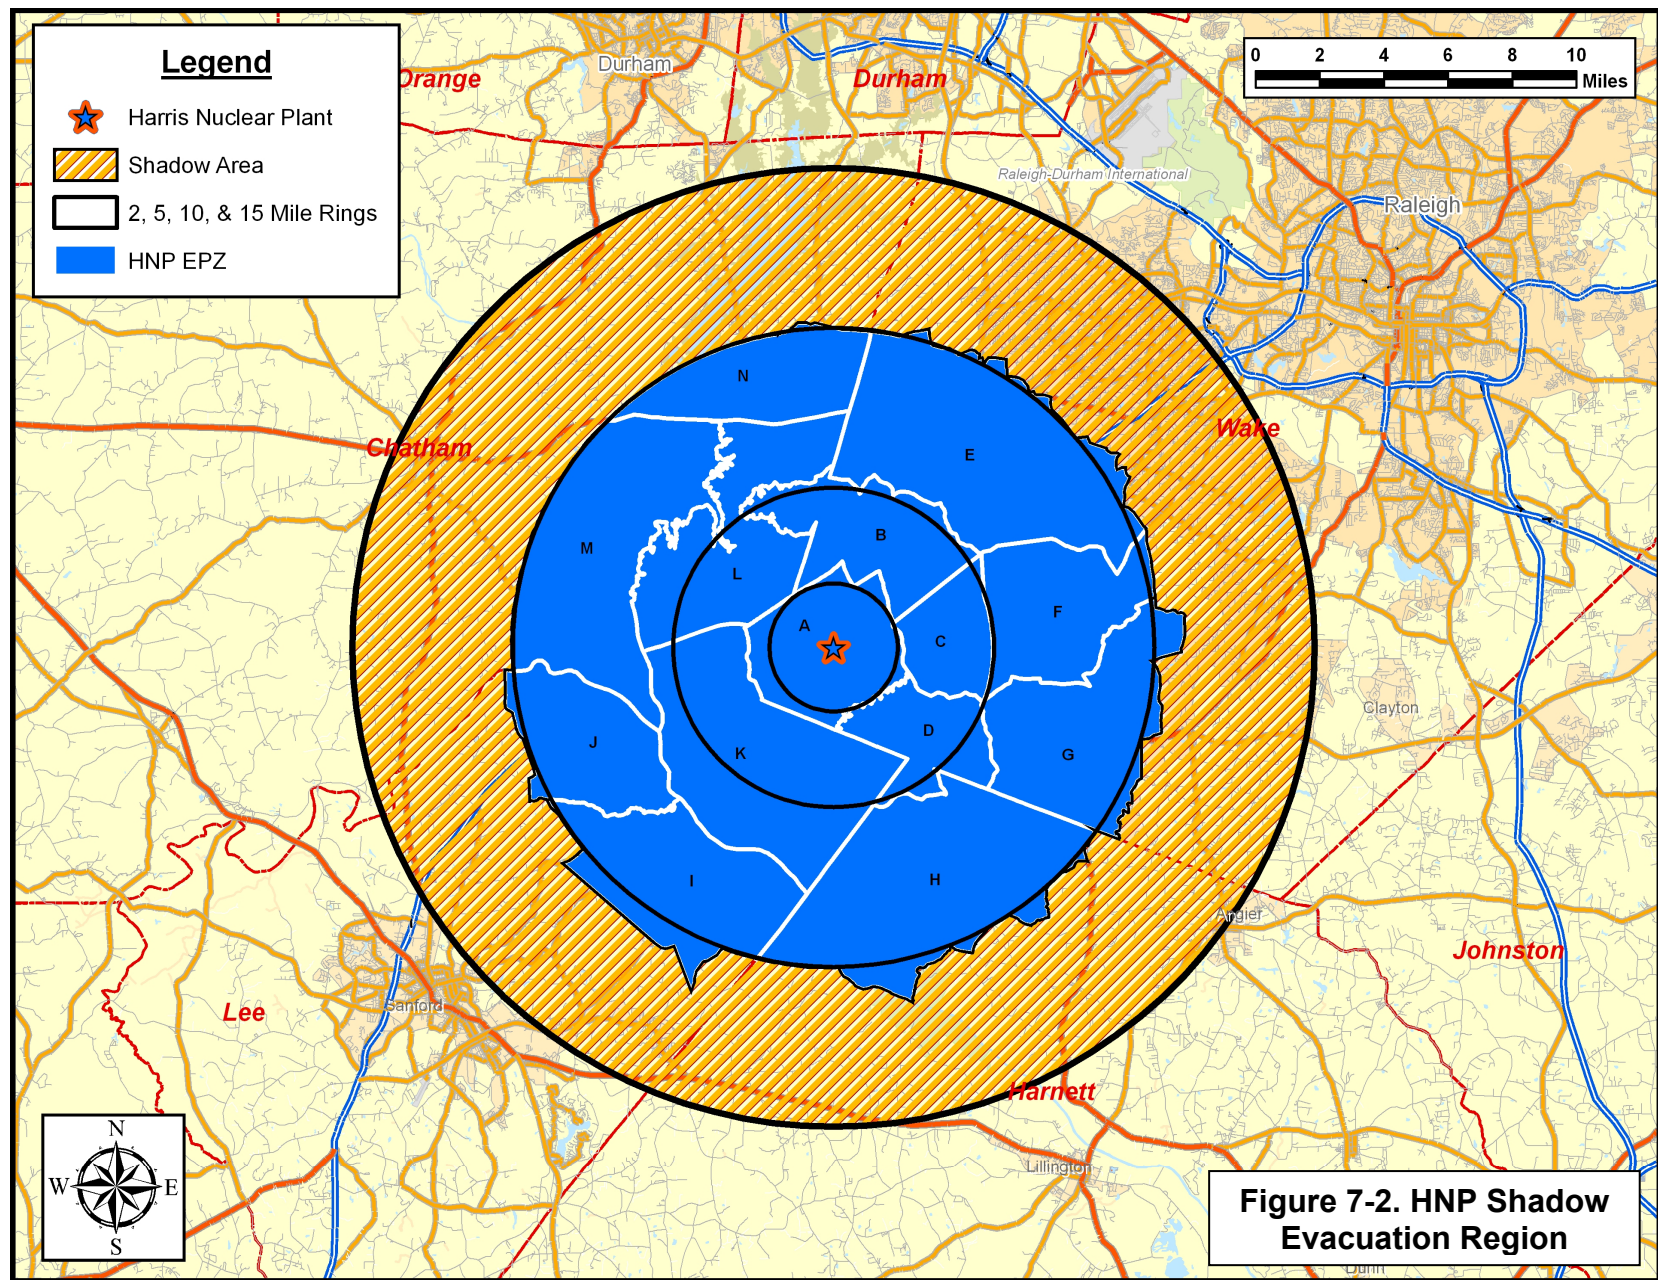 Legend
Harris Nuclear Plant
Shadow Area
2, 5, 10, & 15 Mile Rings
HNP EPZ
Orange
Durham
Durham
0 2 4 6 8 10
Miles
Raleigh-Durham International
Raleigh
N
Chatham
Wake
E
B
M
L
F
A
C
Clayton
D
J
K
G
I
H
Angier
Johnston
Sanford
Lee
Harnett
Lillington
N
W E
S
Figure 7-2. HNP Shadow
Evacuation Region
Dunn